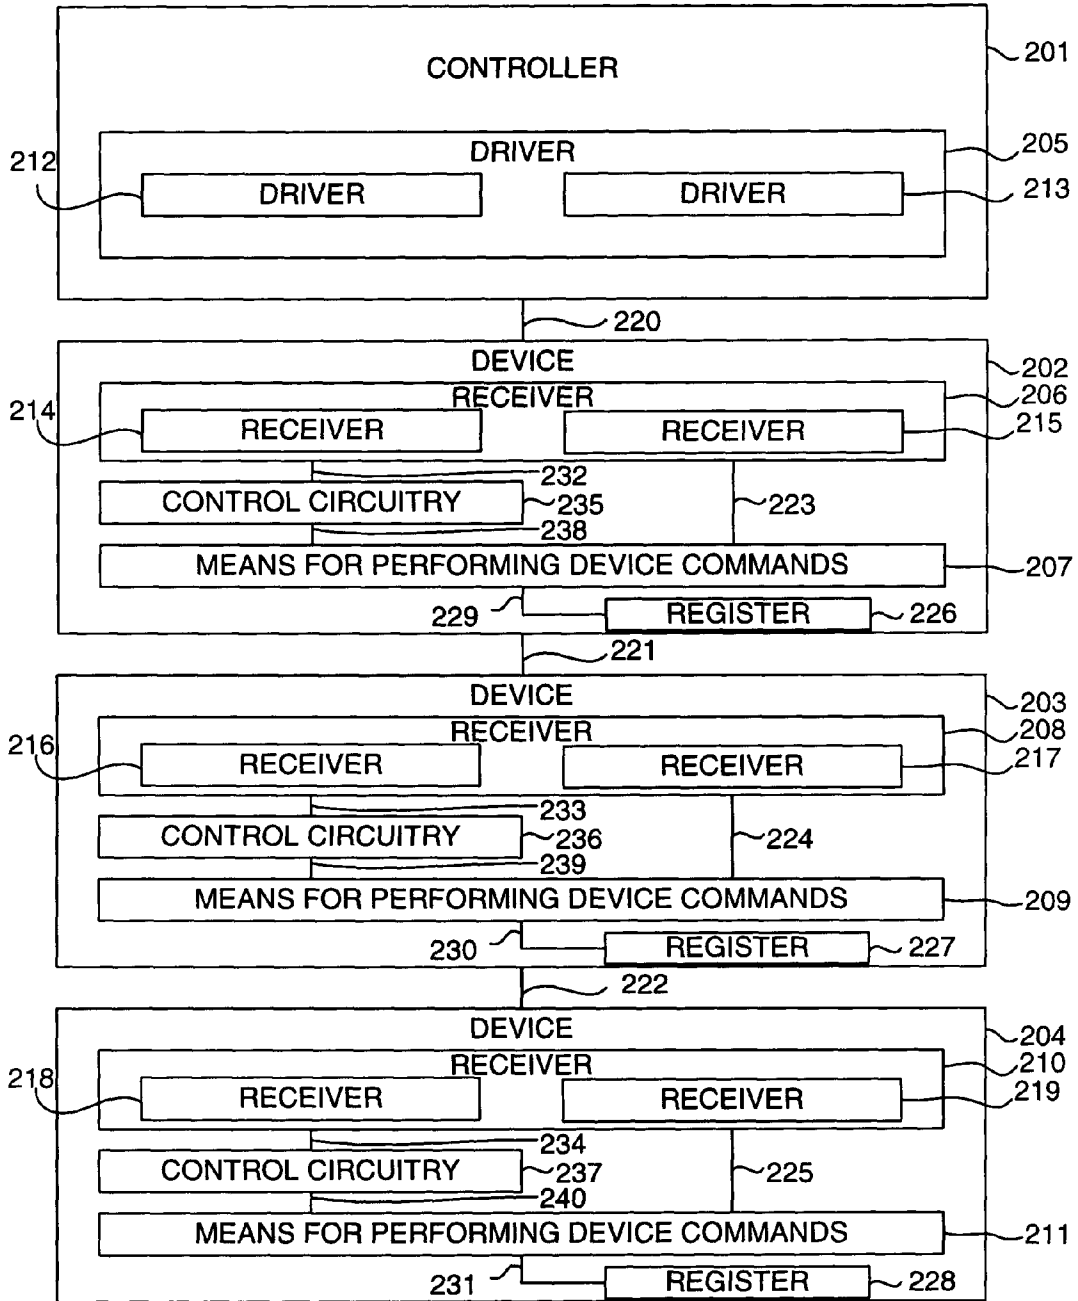 CONTROLLER
201
DRIVER
205
212
DRIVER
DRIVER
213
220
DEVICE
202
RECEIVER
206
214
RECEIVER
RECEIVER
215
232
CONTROL CIRCUITRY
235
223
238
MEANS FOR PERFORMING DEVICE COMMANDS
207
229
REGISTER
226
221
DEVICE
203
RECEIVER
208
216
RECEIVER
RECEIVER
217
233
CONTROL CIRCUITRY
236
224
239
MEANS FOR PERFORMING DEVICE COMMANDS
209
230
REGISTER
227
222
DEVICE
204
RECEIVER
210
218
RECEIVER
RECEIVER
219
234
CONTROL CIRCUITRY
237
225
240
MEANS FOR PERFORMING DEVICE COMMANDS
211
231
REGISTER
228